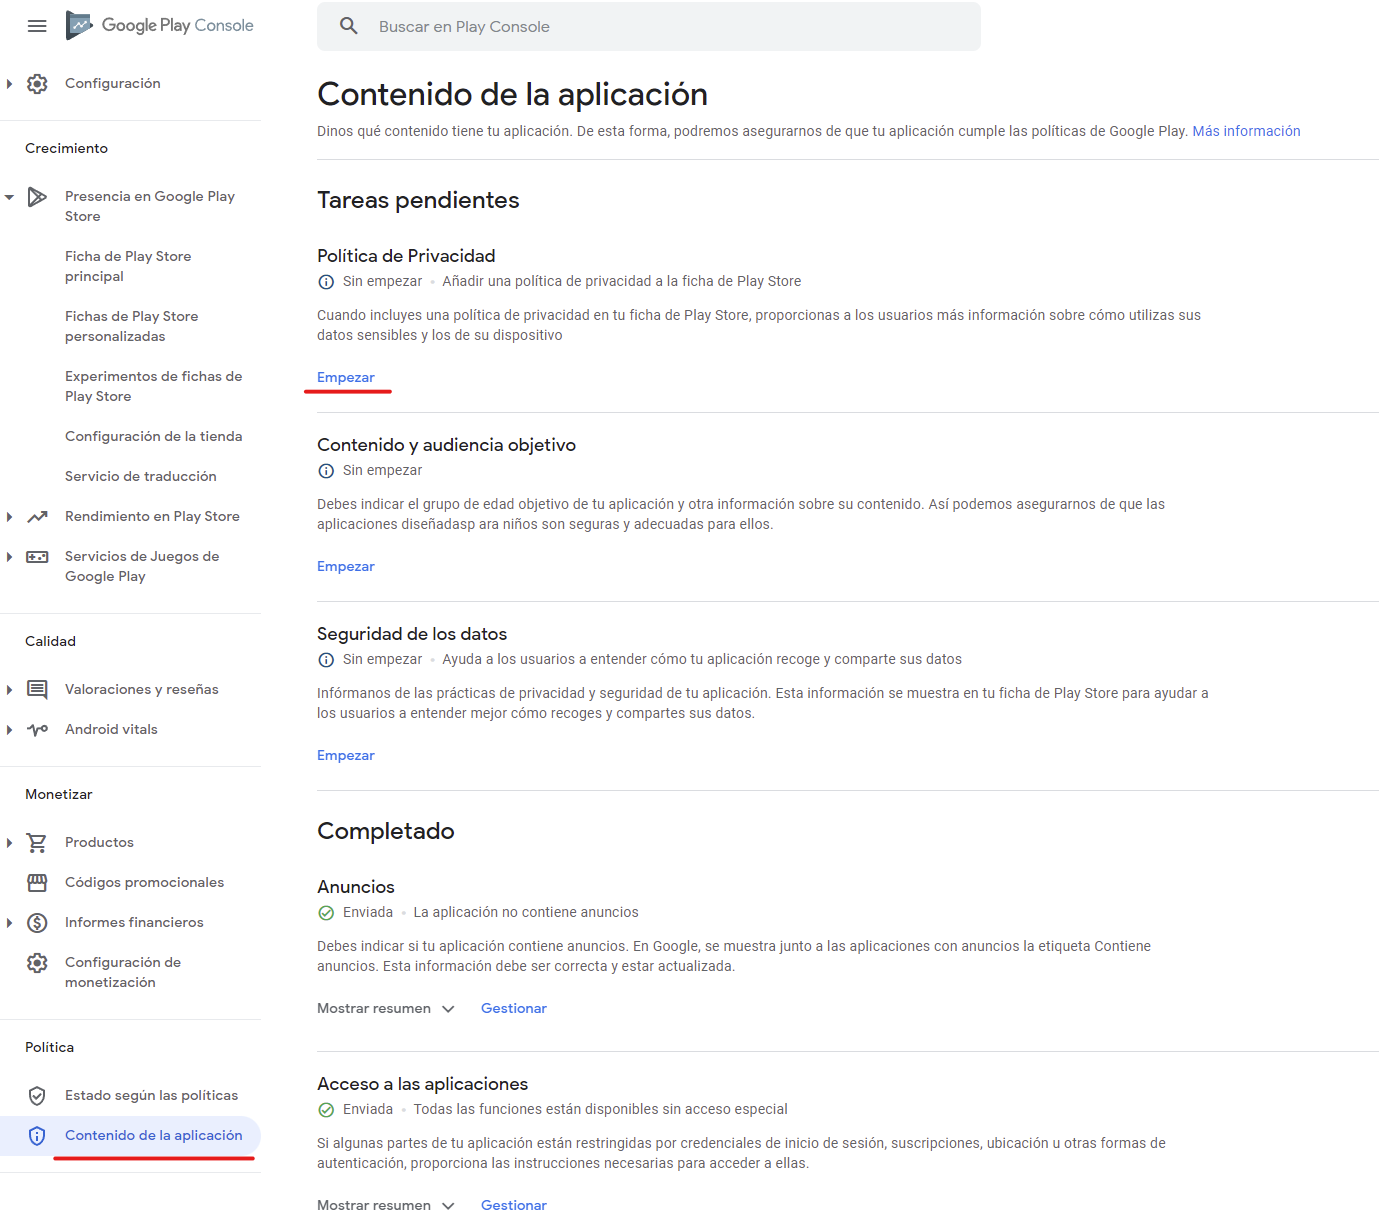 Google Play Console
Buscar en Play Console
Configuración
Crecimiento
Presencia en Google Play
Store
Ficha de Play Store
principal
Fichas de Play Store
personalizadas
Experimentos de fichas de
Play Store
Configuración de la tienda
Servicio de traducción
Rendimiento en Play Store
Servicios de Juegos de
Google Play
Calidad
Valoraciones y reseñas
Android vitals
Monetizar
Productos
Códigos promocionales
Informes financieros
Configuración de
monetización
Política
Estado según las políticas
Contenido de la aplicación
Contenido de la aplicación
Dinos qué contenido tiene tu aplicación. De esta forma, podremos asegurarnos de que tu aplicación cumple las políticas de Google Play. Más información
Tareas pendientes
Política de Privacidad
Sin empezar • Añadir una política de privacidad a la ficha de Play Store
Cuando incluyes una política de privacidad en tu ficha de Play Store, proporcionas a los usuarios más información sobre cómo utilizas sus
datos sensibles y los de su dispositivo
Empezar
Contenido y audiencia objetivo
Sin empezar
Debes indicar el grupo de edad objetivo de tu aplicación y otra información sobre su contenido. Así podemos asegurarnos de que las
aplicaciones diseñadasp ara niños son seguras y adecuadas para ellos.
Empezar
Seguridad de los datos
Sin empezar • Ayuda a los usuarios a entender cómo tu aplicación recoge y comparte sus datos
Infórmanos de las prácticas de privacidad y seguridad de tu aplicación. Esta información se muestra en tu ficha de Play Store para ayudar a
los usuarios a entender mejor cómo recoges y compartes sus datos.
Empezar
Completado
Anuncios
Enviada • La aplicación no contiene anuncios
Debes indicar si tu aplicación contiene anuncios. En Google, se muestra junto a las aplicaciones con anuncios la etiqueta Contiene
anuncios. Esta información debe ser correcta y estar actualizada.
Mostrar resumen Gestionar
Acceso a las aplicaciones
Enviada • Todas las funciones están disponibles sin acceso especial
Si algunas partes de tu aplicación están restringidas por credenciales de inicio de sesión, suscripciones, ubicación u otras formas de
autenticación, proporciona las instrucciones necesarias para acceder a ellas.
Mostrar resumen Gestionar